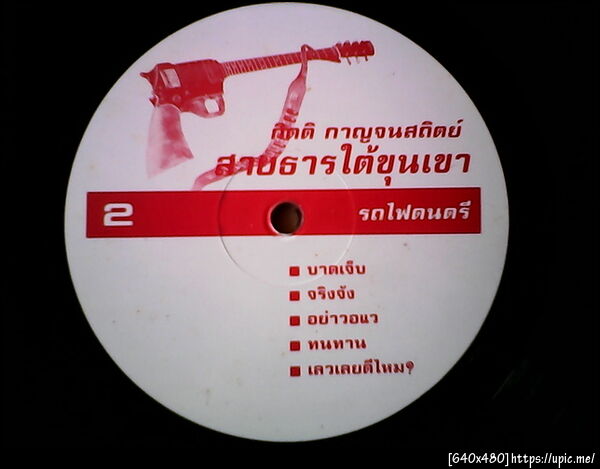 กิตติ กาญจนสถิตย์
สายธารใต้ขุนเขา
2
รถไฟดนตรี
บาดเจ็บ
จริงจัง
อย่าวอแว
ทนทาน
เลวเลยดีไหม?
[640x480]https://upic.me/